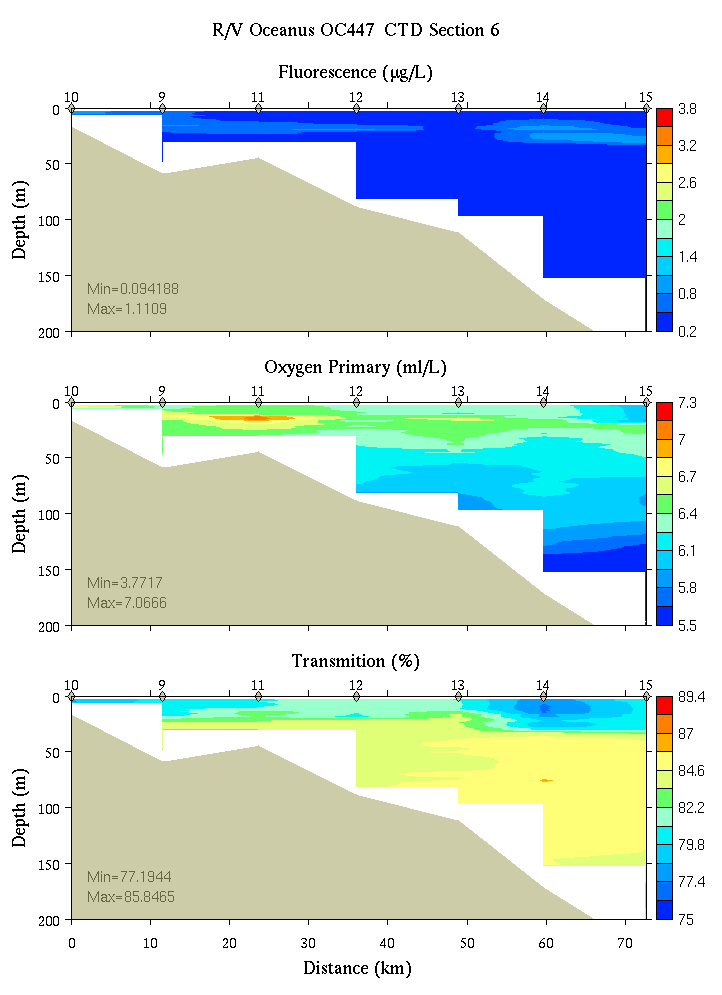 R/V Oceanus OC447 CTD Section 6
Fluorescence (µg/L)
10 9 11 12 13 14 15
0
50
100
150
200
Depth (m)
Min=0.094188
Max=1.1109
3.8
3.2
2.6
2
1.4
0.8
0.2
Oxygen Primary (ml/L)
10 9 11 12 13 14 15
0
50
100
150
200
Depth (m)
Min=3.7717
Max=7.0666
7.3
7
6.7
6.4
6.1
5.8
5.5
Transmition (%)
10 9 11 12 13 14 15
0
50
100
150
200
Depth (m)
Min=77.1944
Max=85.8465
89.4
87
84.6
82.2
79.8
77.4
75
0 10 20 30 40 50 60 70
Distance (km)